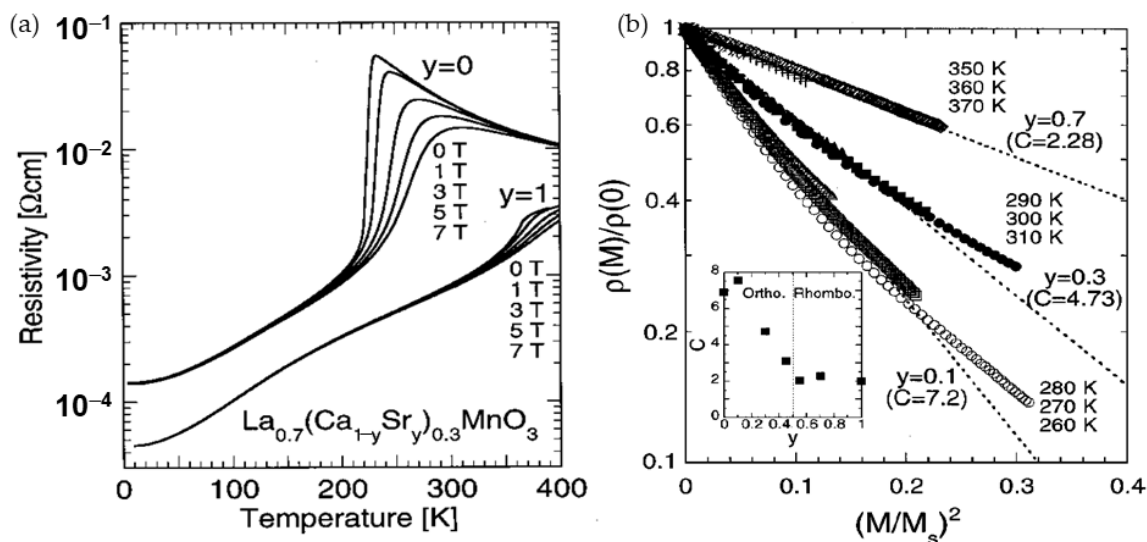 (a)
10⁻¹
10⁻²
10⁻³
10⁻⁴
Resistivity [Ωcm]
y=0
0 T
1 T
3 T
5 T
7 T
y=1
0 T
1 T
3 T
5 T
7 T
La₀.₇(Ca₁₋ySry)₀.₃MnO₃
0 100 200 300 400
Temperature [K]
(b)
1
0.8
0.6
0.4
0.2
0.1
ρ(M)/ρ(0)
350 K
360 K
370 K
y=0.7
(C=2.28)
290 K
300 K
310 K
y=0.3
(C=4.73)
y=0.1
(C=7.2)
280 K
270 K
260 K
8
6
4
2
0
C
Ortho. Rhombo.
0 0.2 0.4 0.6 0.8 1
y
0 0.1 0.2 0.3 0.4
(M/Mₛ)²